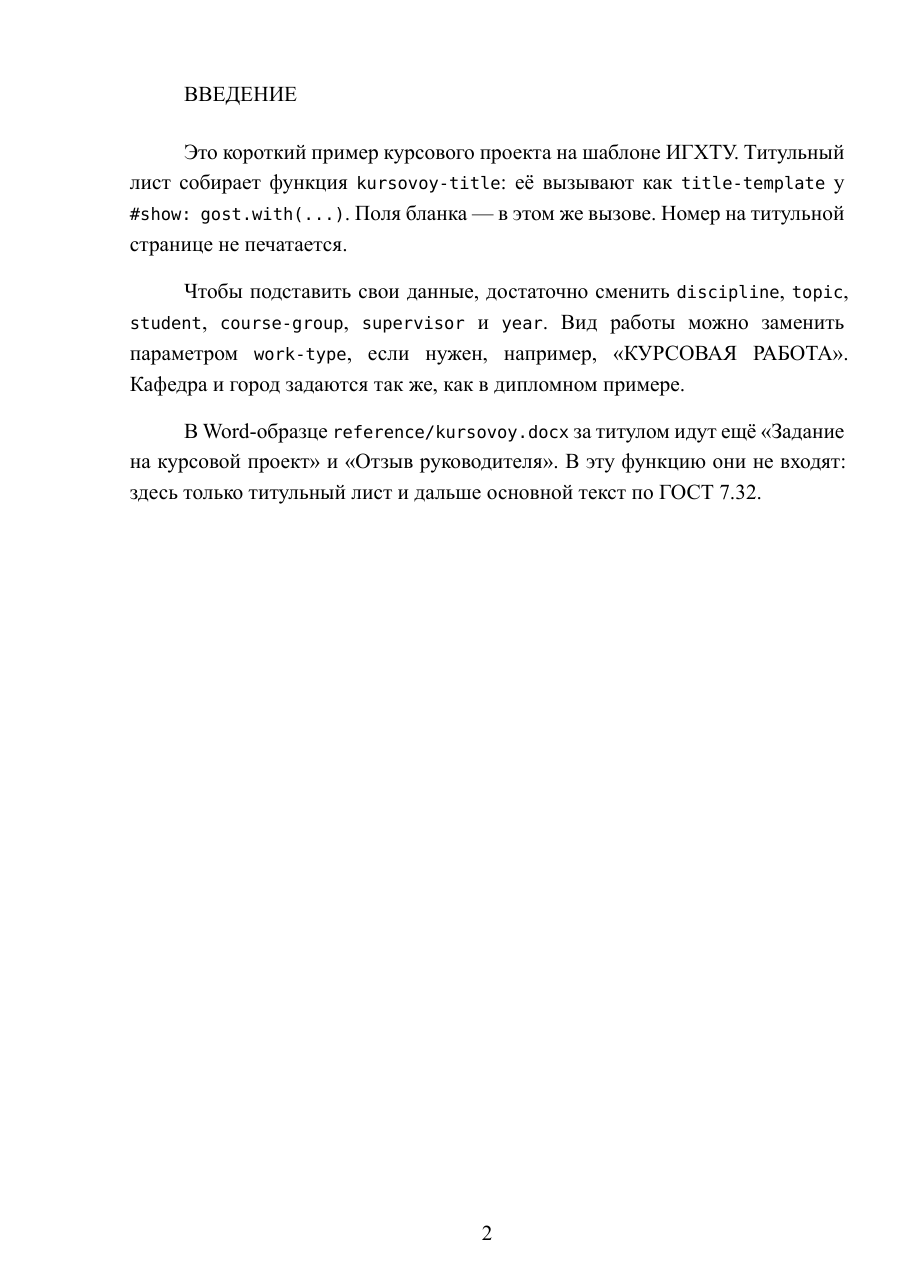 ВВЕДЕНИЕ
Это короткий пример курсового проекта на шаблоне ИГХТУ. Титульный
лист собирает функция kursovoy-title: её вызывают как title-template у
#show: gost.with(...). Поля бланка — в этом же вызове. Номер на титульной
странице не печатается.
Чтобы подставить свои данные, достаточно сменить discipline, topic,
student, course-group, supervisor и year. Вид работы можно заменить
параметром work-type, если нужен, например, «КУРСОВАЯ РАБОТА».
Кафедра и город задаются так же, как в дипломном примере.
В Word-образце reference/kursovoy.docx за титулом идут ещё «Задание
на курсовой проект» и «Отзыв руководителя». В эту функцию они не входят:
здесь только титульный лист и дальше основной текст по ГОСТ 7.32.
2